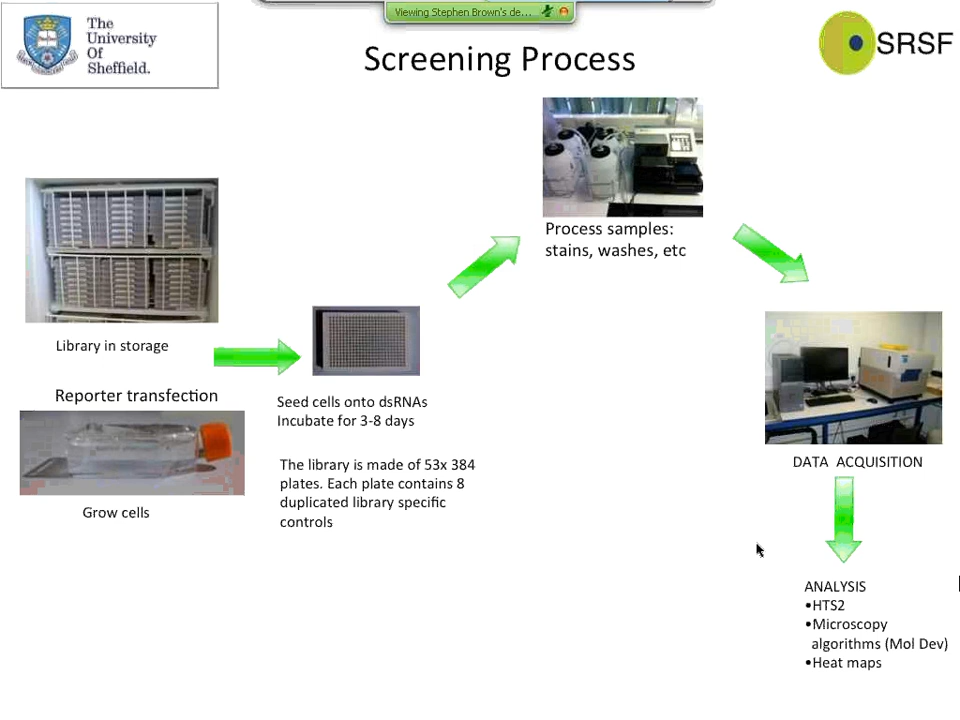 Viewing Stephen Brown's de...
The
University
Of
Sheffield.
SRSF
Screening Process
Process samples:
stains, washes, etc
Library in storage
Reporter transfection
Grow cells
Seed cells onto dsRNAs
Incubate for 3-8 days
The library is made of 53x 384
plates. Each plate contains 8
duplicated library specific
controls
DATA ACQUISITION
ANALYSIS
•HTS2
•Microscopy
algorithms (Mol Dev)
•Heat maps